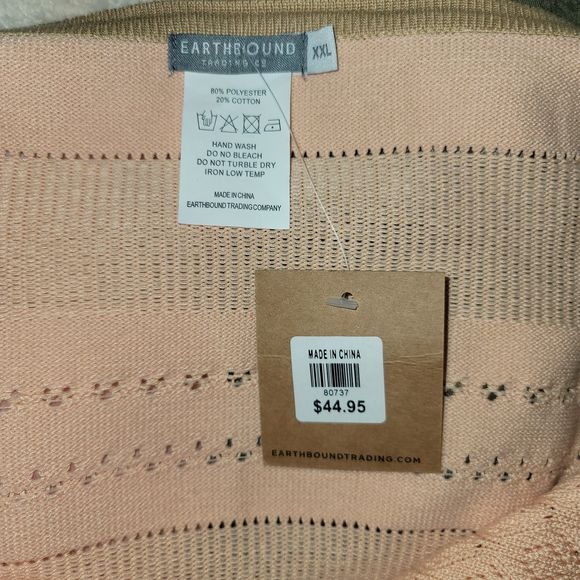 EARTHBOUND
TRADING CO
XXL
80% POLYESTER
20% COTTON
HAND WASH
DO NO BLEACH
DO NOT TURBLE DRY
IRON LOW TEMP
MADE IN CHINA
EARTHBOUND TRADING COMPANY
MADE IN CHINA
80737
$44.95
EARTHBOUNDTRADING.COM